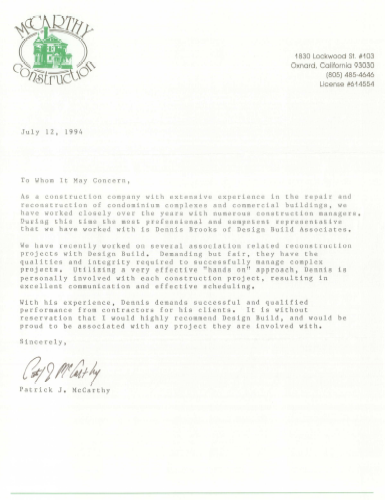 McCARTHY
CONSTRUCTION
1830 Lockwood St. #103
Oxnard, California 93030
(805) 485-4646
License #614554
July 12, 1994
To Whom It May Concern,
As a construction company with extensive experience in the repair and
reconstruction of condominium complexes and commercial buildings, we
have worked closely over the years with numerous construction managers.
During this time the most professional and competent representative
that we have worked with is Dennis Brooks of Design Build Associates.
We have recently worked on several association related reconstruction
projects with Design Build. Demanding but fair, they have the
qualities and integrity required to successfully manage complex
projects. Utilizing a very effective "hands on" approach, Dennis is
personally involved with each construction project, resulting in
excellent communication and effective scheduling.
With his experience, Dennis demands successful and qualified
performance from contractors for his clients. It is without
reservation that I would highly recommend Design Build, and would be
proud to be associated with any project they are involved with.
Sincerely,
Patrick J. McCarthy